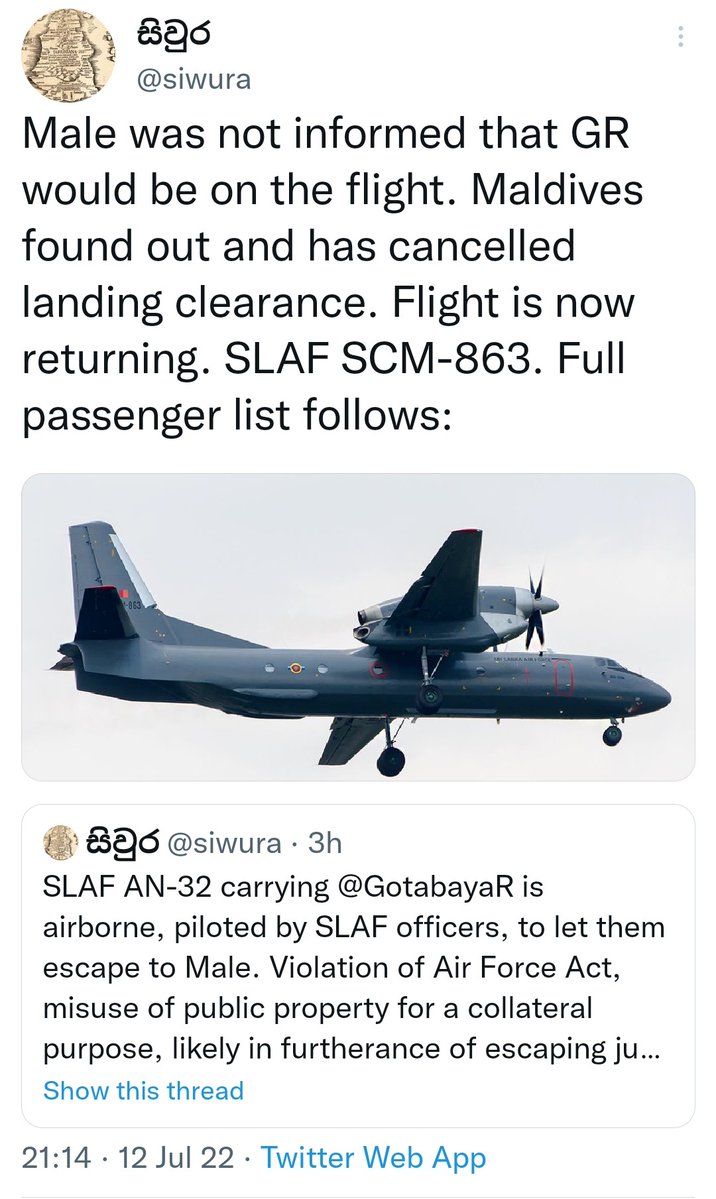 සිවුර
@siwura
Male was not informed that GR
would be on the flight. Maldives
found out and has cancelled
landing clearance. Flight is now
returning. SLAF SCM-863. Full
passenger list follows:
-863
SRI LANKA AIR FORCE
සිවුර @siwura · 3h
SLAF AN-32 carrying @GotabayaR is
airborne, piloted by SLAF officers, to let them
escape to Male. Violation of Air Force Act,
misuse of public property for a collateral
purpose, likely in furtherance of escaping ju...
Show this thread
21:14 · 12 Jul 22 · Twitter Web App